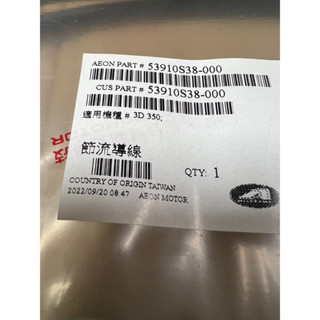 AEON PART # 53910S38-000
CUS PART # 53910S38-000
適用機種 # 3D 350;
節流導線
QTY: 1
COUNTRY OF ORIGIN TAIWAN
2022/09/20 08:47 AEON MOTOR